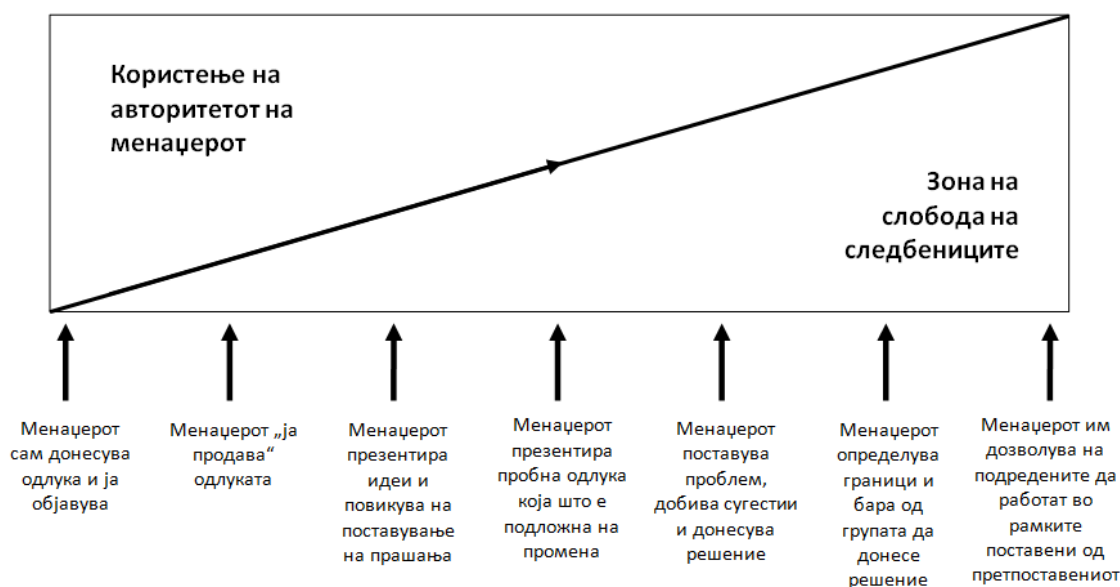 Користење на
авторитетот на
менаџерот
Зона на
слобода на
следбениците
Менаџерот
сам донесува
одлука и ја
објавува
Менаџерот „ја
продава“
одлуката
Менаџерот
презентира
идеи и
повикува на
поставување
на прашања
Менаџерот
презентира
пробна одлука
која што е
подложна на
промена
Менаџерот
поставува
проблем,
добива сугестии
и донесува
решение
Менаџерот
определува
граници и
бара од
групата да
донесе
решение
Менаџерот им
дозволува на
подредените да
работат во
рамките
поставени од
претпоставениот